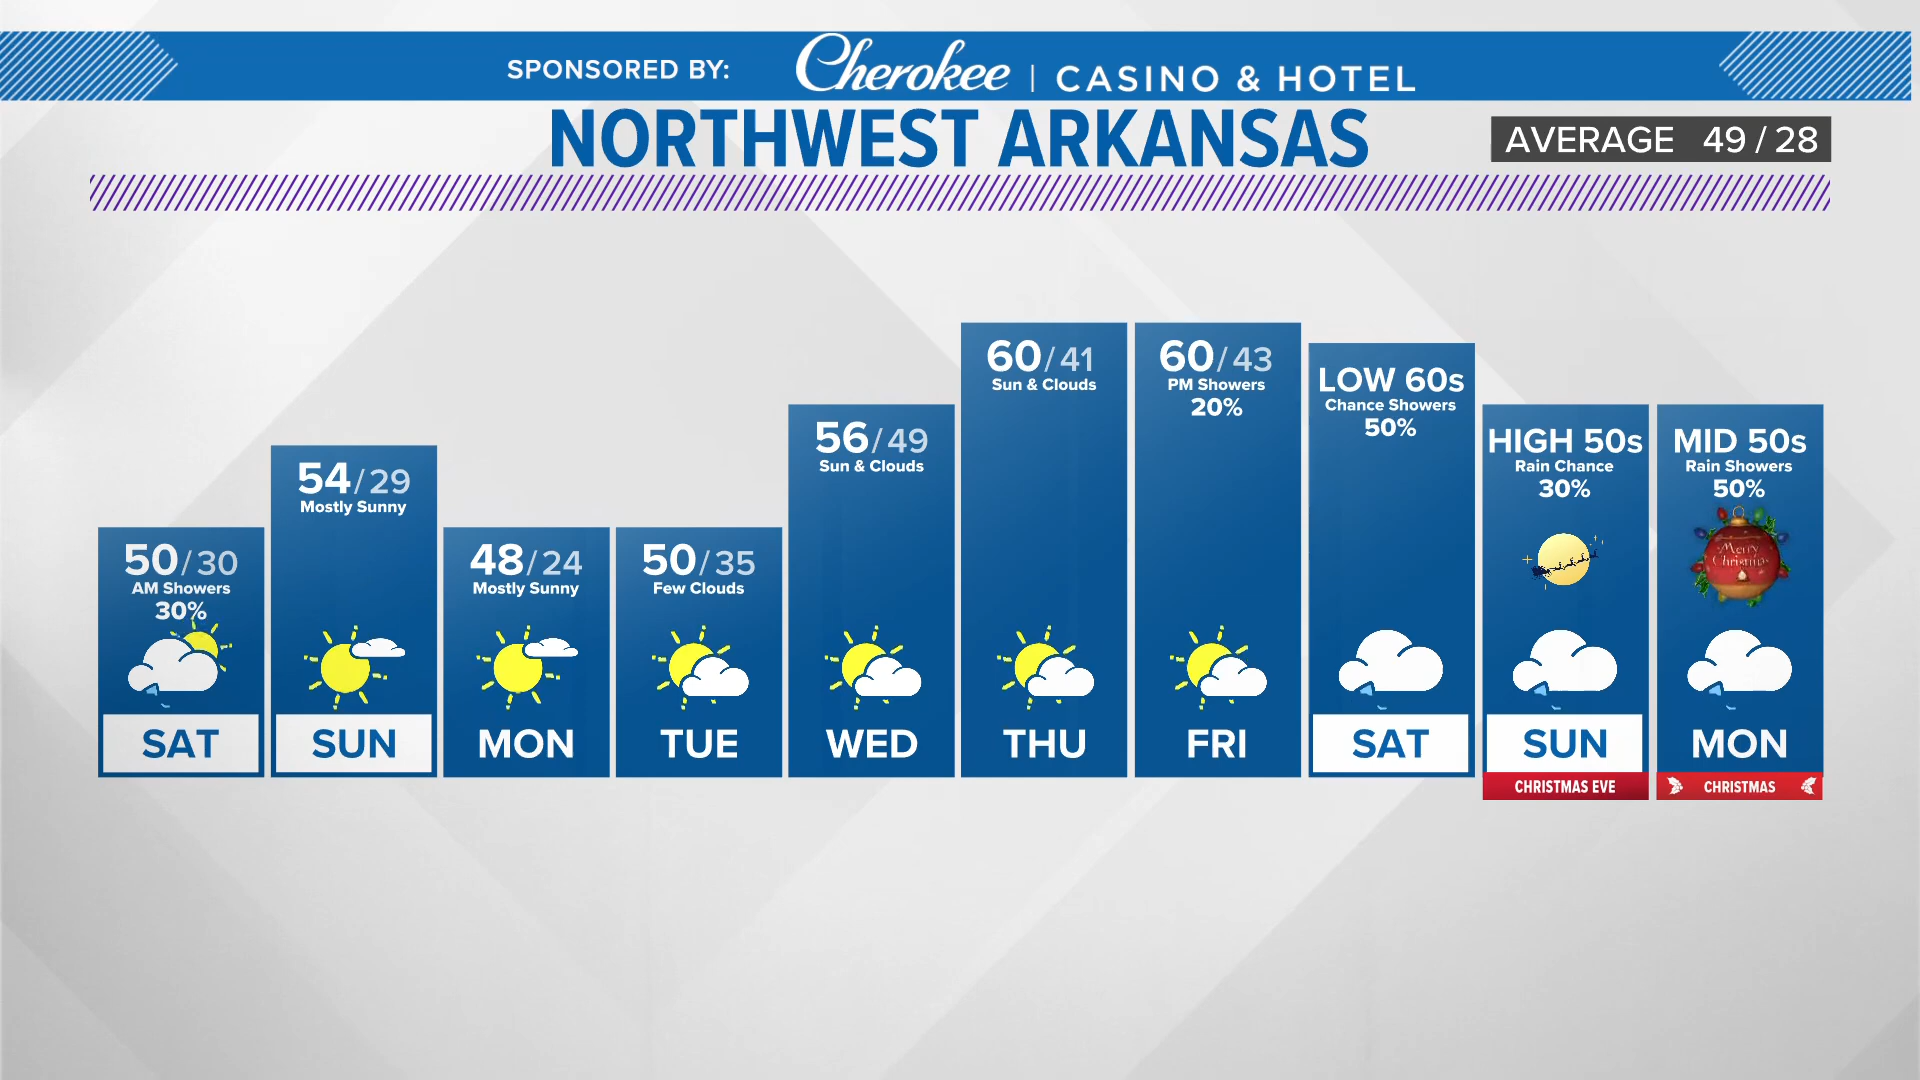 SPONSORED BY: Cherokee | CASINO & HOTEL
NORTHWEST ARKANSAS
AVERAGE 49 / 28
50/30
AM Showers
30%
SAT
54/29
Mostly Sunny
SUN
48/24
Mostly Sunny
MON
50/35
Few Clouds
TUE
56/49
Sun & Clouds
WED
60/41
Sun & Clouds
THU
60/43
PM Showers
20%
FRI
LOW 60s
Chance Showers
50%
SAT
HIGH 50s
Rain Chance
30%
SUN
CHRISTMAS EVE
MID 50s
Rain Showers
50%
Merry
Christmas
MON
CHRISTMAS